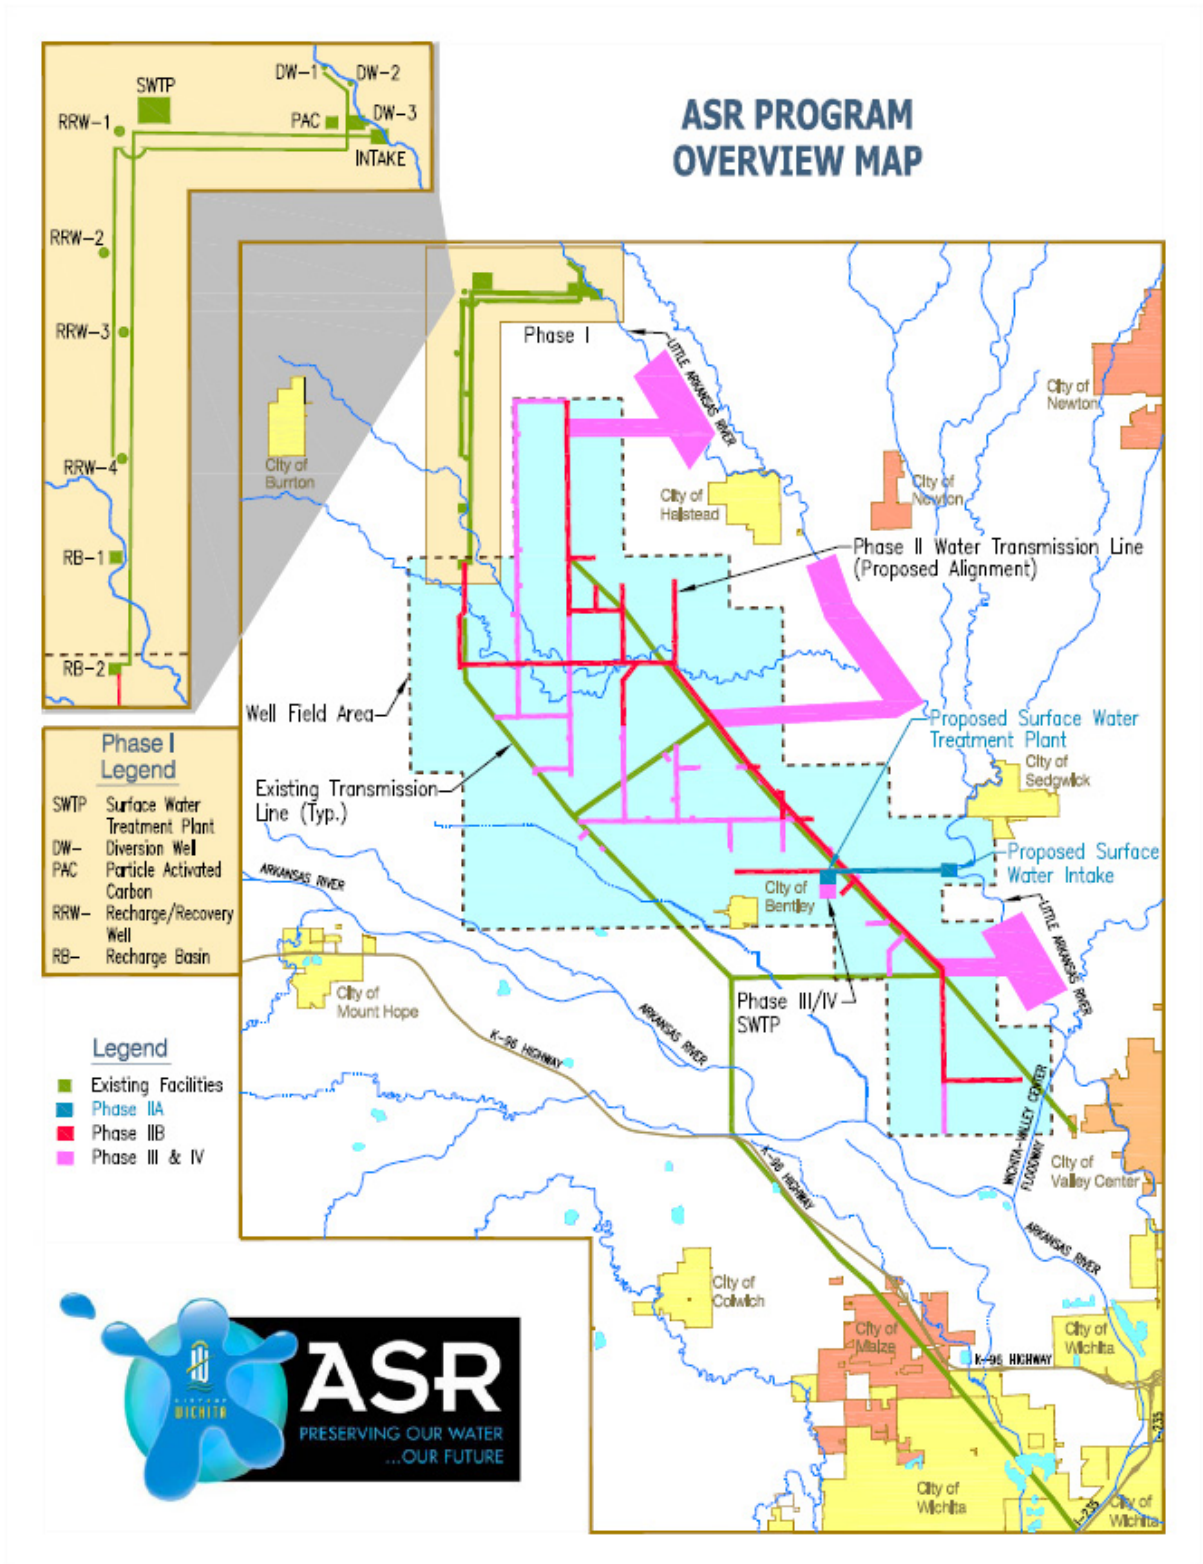 ASR PROGRAM
OVERVIEW MAP
SWTP
DW-1
DW-2
RRW-1
PAC
DW-3
INTAKE
RRW-2
RRW-3
RRW-4
RB-1
RB-2
Phase I
LITTLE ARKANSAS RIVER
City of
Newton
City of
Burrton
City of
Halstead
City of
Newton
Phase II Water Transmission Line
(Proposed Alignment)
Well Field Area
Proposed Surface Water
Treatment Plant
City of
Sedgwick
Existing Transmission
Line (Typ.)
Proposed Surface
Water Intake
ARKANSAS RIVER
City of
Bentley
LITTLE ARKANSAS RIVER
City of
Mount Hope
Phase III/IV
SWTP
ARKANSAS RIVER
K-96 HIGHWAY
WICHITA-VALLEY CENTER
FLOODWAY
City of
Valley Center
K-96 HIGHWAY
ARKANSAS RIVER
City of
Colwich
City of
Maize
City of
Wichita
K-96 HIGHWAY
I-235
City of
Wichita
I-235
City of
Wichita
Phase I
Legend
SWTP Surface Water
Treatment Plant
DW- Diversion Well
PAC Particle Activated
Carbon
RRW- Recharge/Recovery
Well
RB- Recharge Basin
Legend
Existing Facilities
Phase IIA
Phase IIB
Phase III & IV
CITY OF
WICHITA
ASR
PRESERVING OUR WATER
...OUR FUTURE